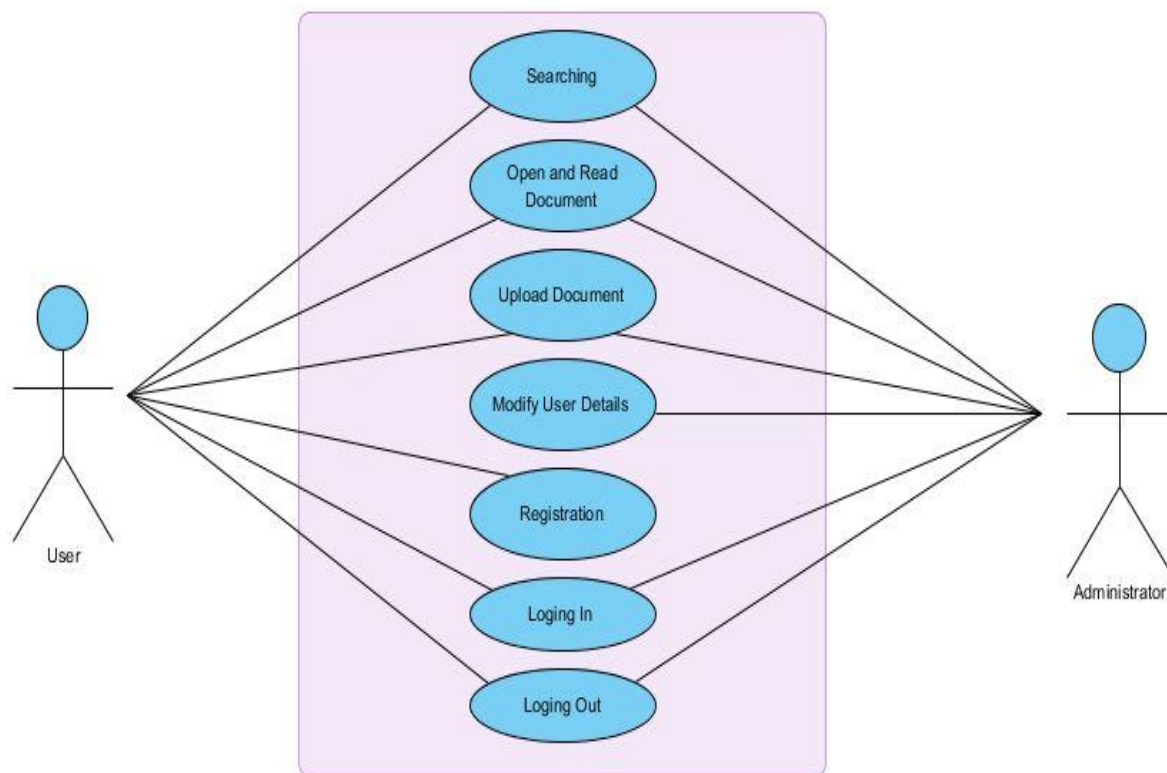 Searching
Open and Read
Document
Upload Document
Modify User Details
Registration
User
Loging In
Administrator
Loging Out